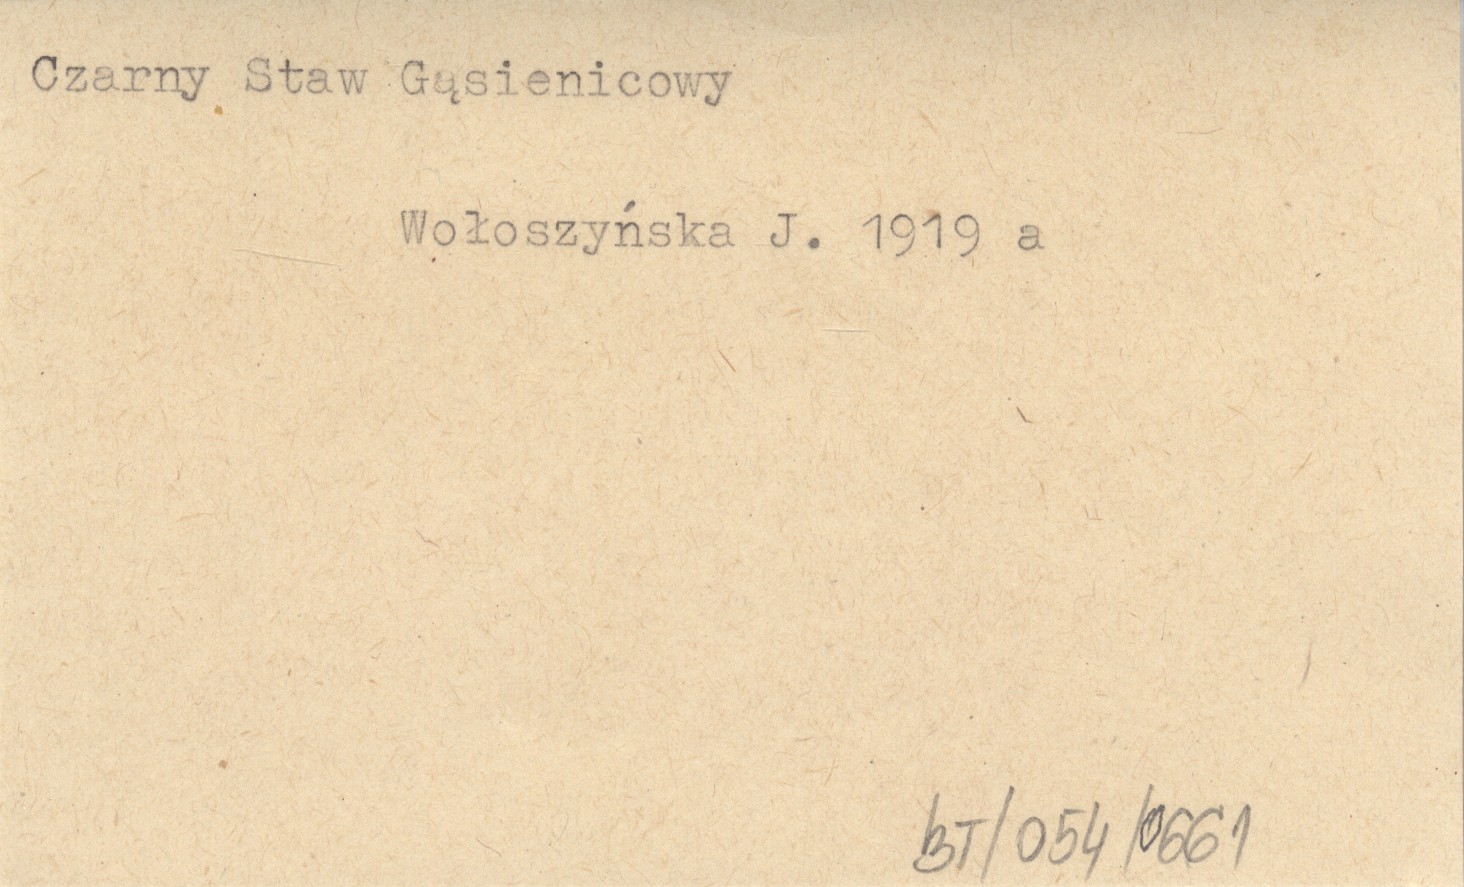 Czarny Staw Gąsienicowy
Wołoszyńska J. 1919 a
BT/054/0661